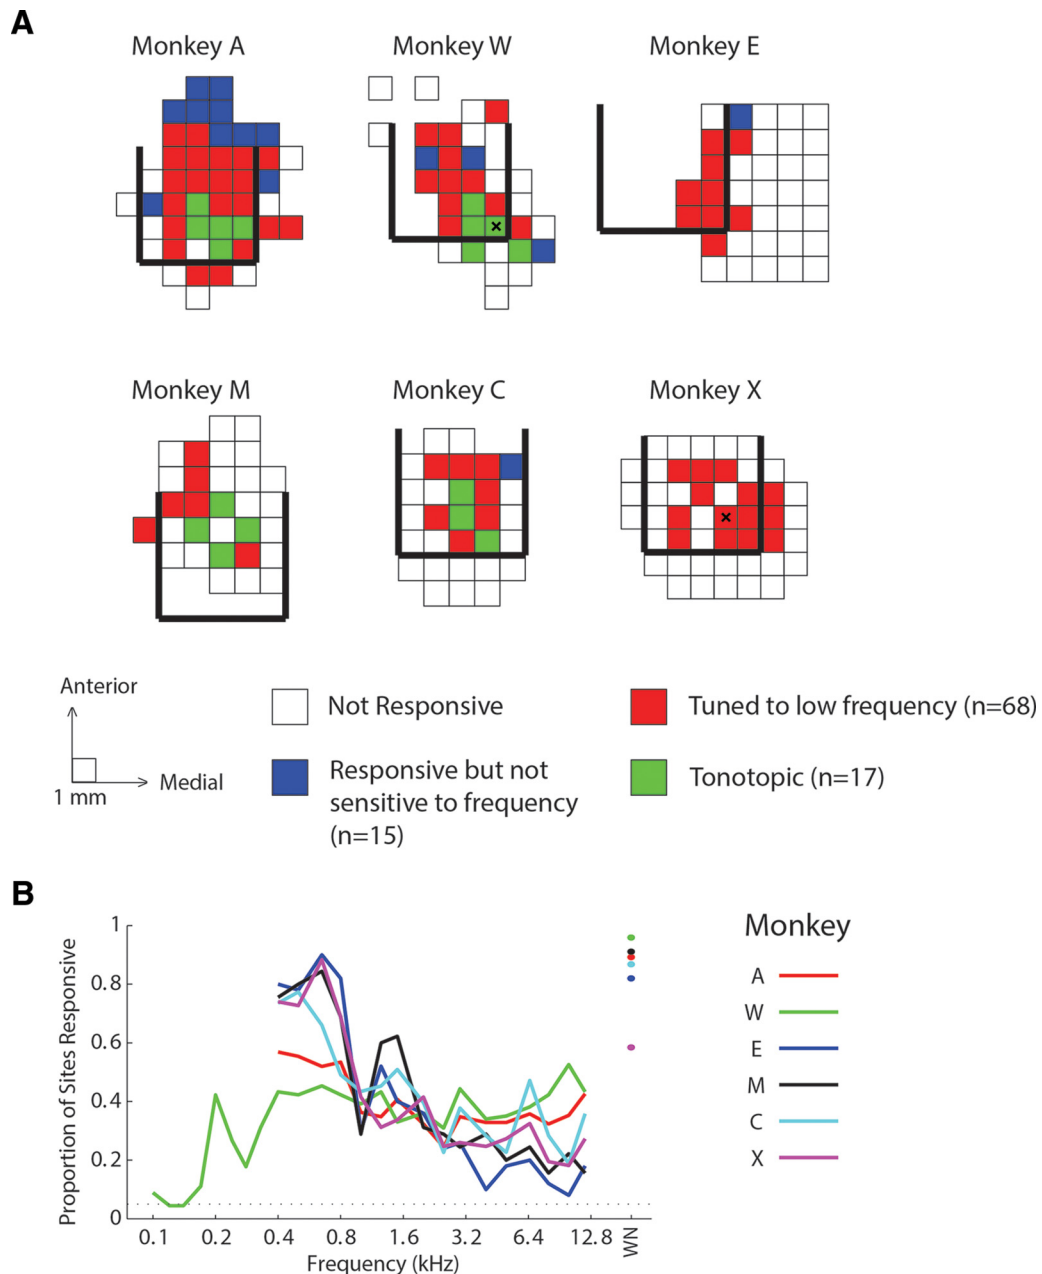 A
Monkey A
Monkey W
Monkey E
×
Monkey M
Monkey C
Monkey X
×
Anterior
Medial
1 mm
Not Responsive
Tuned to low frequency (n=68)
Responsive but not
sensitive to frequency
(n=15)
Tonotopic (n=17)
B
Proportion of Sites Responsive
1
0.8
0.6
0.4
0.2
0
0.1
0.2
0.4
0.8
1.6
3.2
6.4
12.8
WN
Frequency (kHz)
Monkey
A
W
E
M
C
X